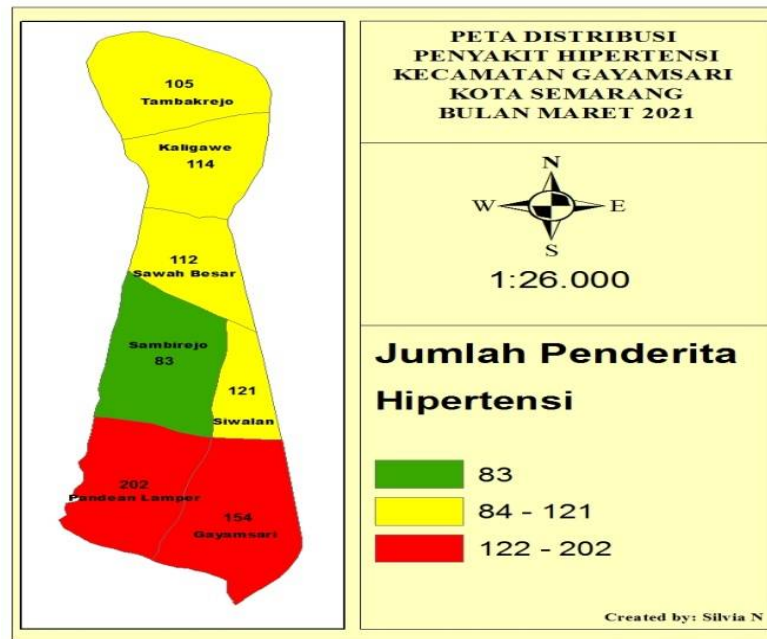 105
Tambakrejo
Kaligawe
114
112
Sawah Besar
Sambirejo
83
121
Siwalan
202
Pandean Lamper
154
Gayamsari
PETA DISTRIBUSI
PENYAKIT HIPERTENSI
KECAMATAN GAYAMSARI
KOTA SEMARANG
BULAN MARET 2021
N
W
E
S
1:26.000
Jumlah Penderita
Hipertensi
83
84 - 121
122 - 202
Created by: Silvia N